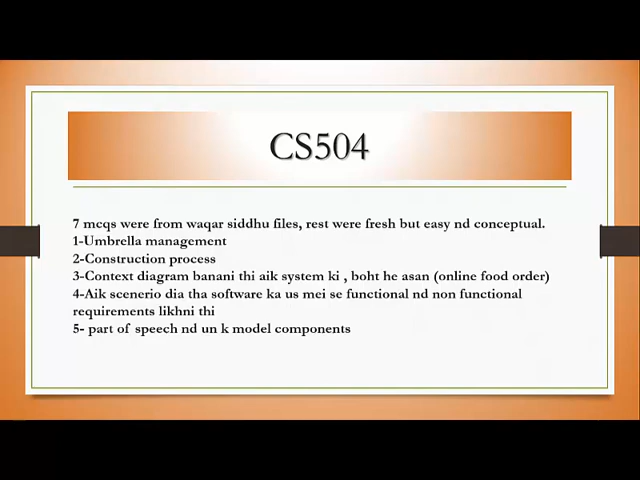 CS504
7 mcqs were from waqar siddhu files, rest were fresh but easy nd conceptual.
1-Umbrella management
2-Construction process
3-Context diagram banani thi aik system ki , boht he asan (online food order)
4-Aik scenerio dia tha software ka us mei se functional nd non functional
requirements likhni thi
5- part of speech nd un k model components